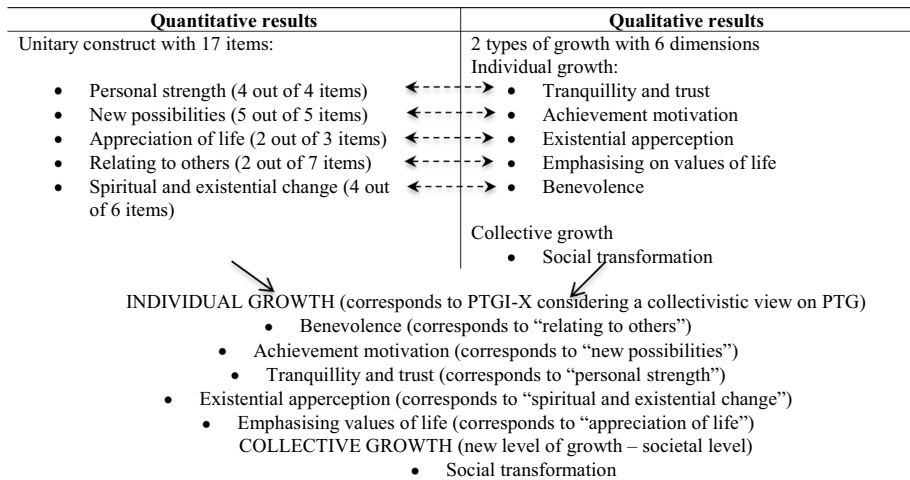 Quantitative results
Qualitative results
Unitary construct with 17 items:
• Personal strength (4 out of 4 items)
• New possibilities (5 out of 5 items)
• Appreciation of life (2 out of 3 items)
• Relating to others (2 out of 7 items)
• Spiritual and existential change (4 out
of 6 items)
2 types of growth with 6 dimensions
Individual growth:
• Tranquillity and trust
• Achievement motivation
• Existential apperception
• Emphasising on values of life
• Benevolence
Collective growth
• Social transformation
INDIVIDUAL GROWTH (corresponds to PTGI-X considering a collectivistic view on PTG)
• Benevolence (corresponds to “relating to others”)
• Achievement motivation (corresponds to “new possibilities”)
• Tranquillity and trust (corresponds to “personal strength”)
• Existential apperception (corresponds to “spiritual and existential change”)
• Emphasising values of life (corresponds to “appreciation of life”)
COLLECTIVE GROWTH (new level of growth – societal level)
• Social transformation